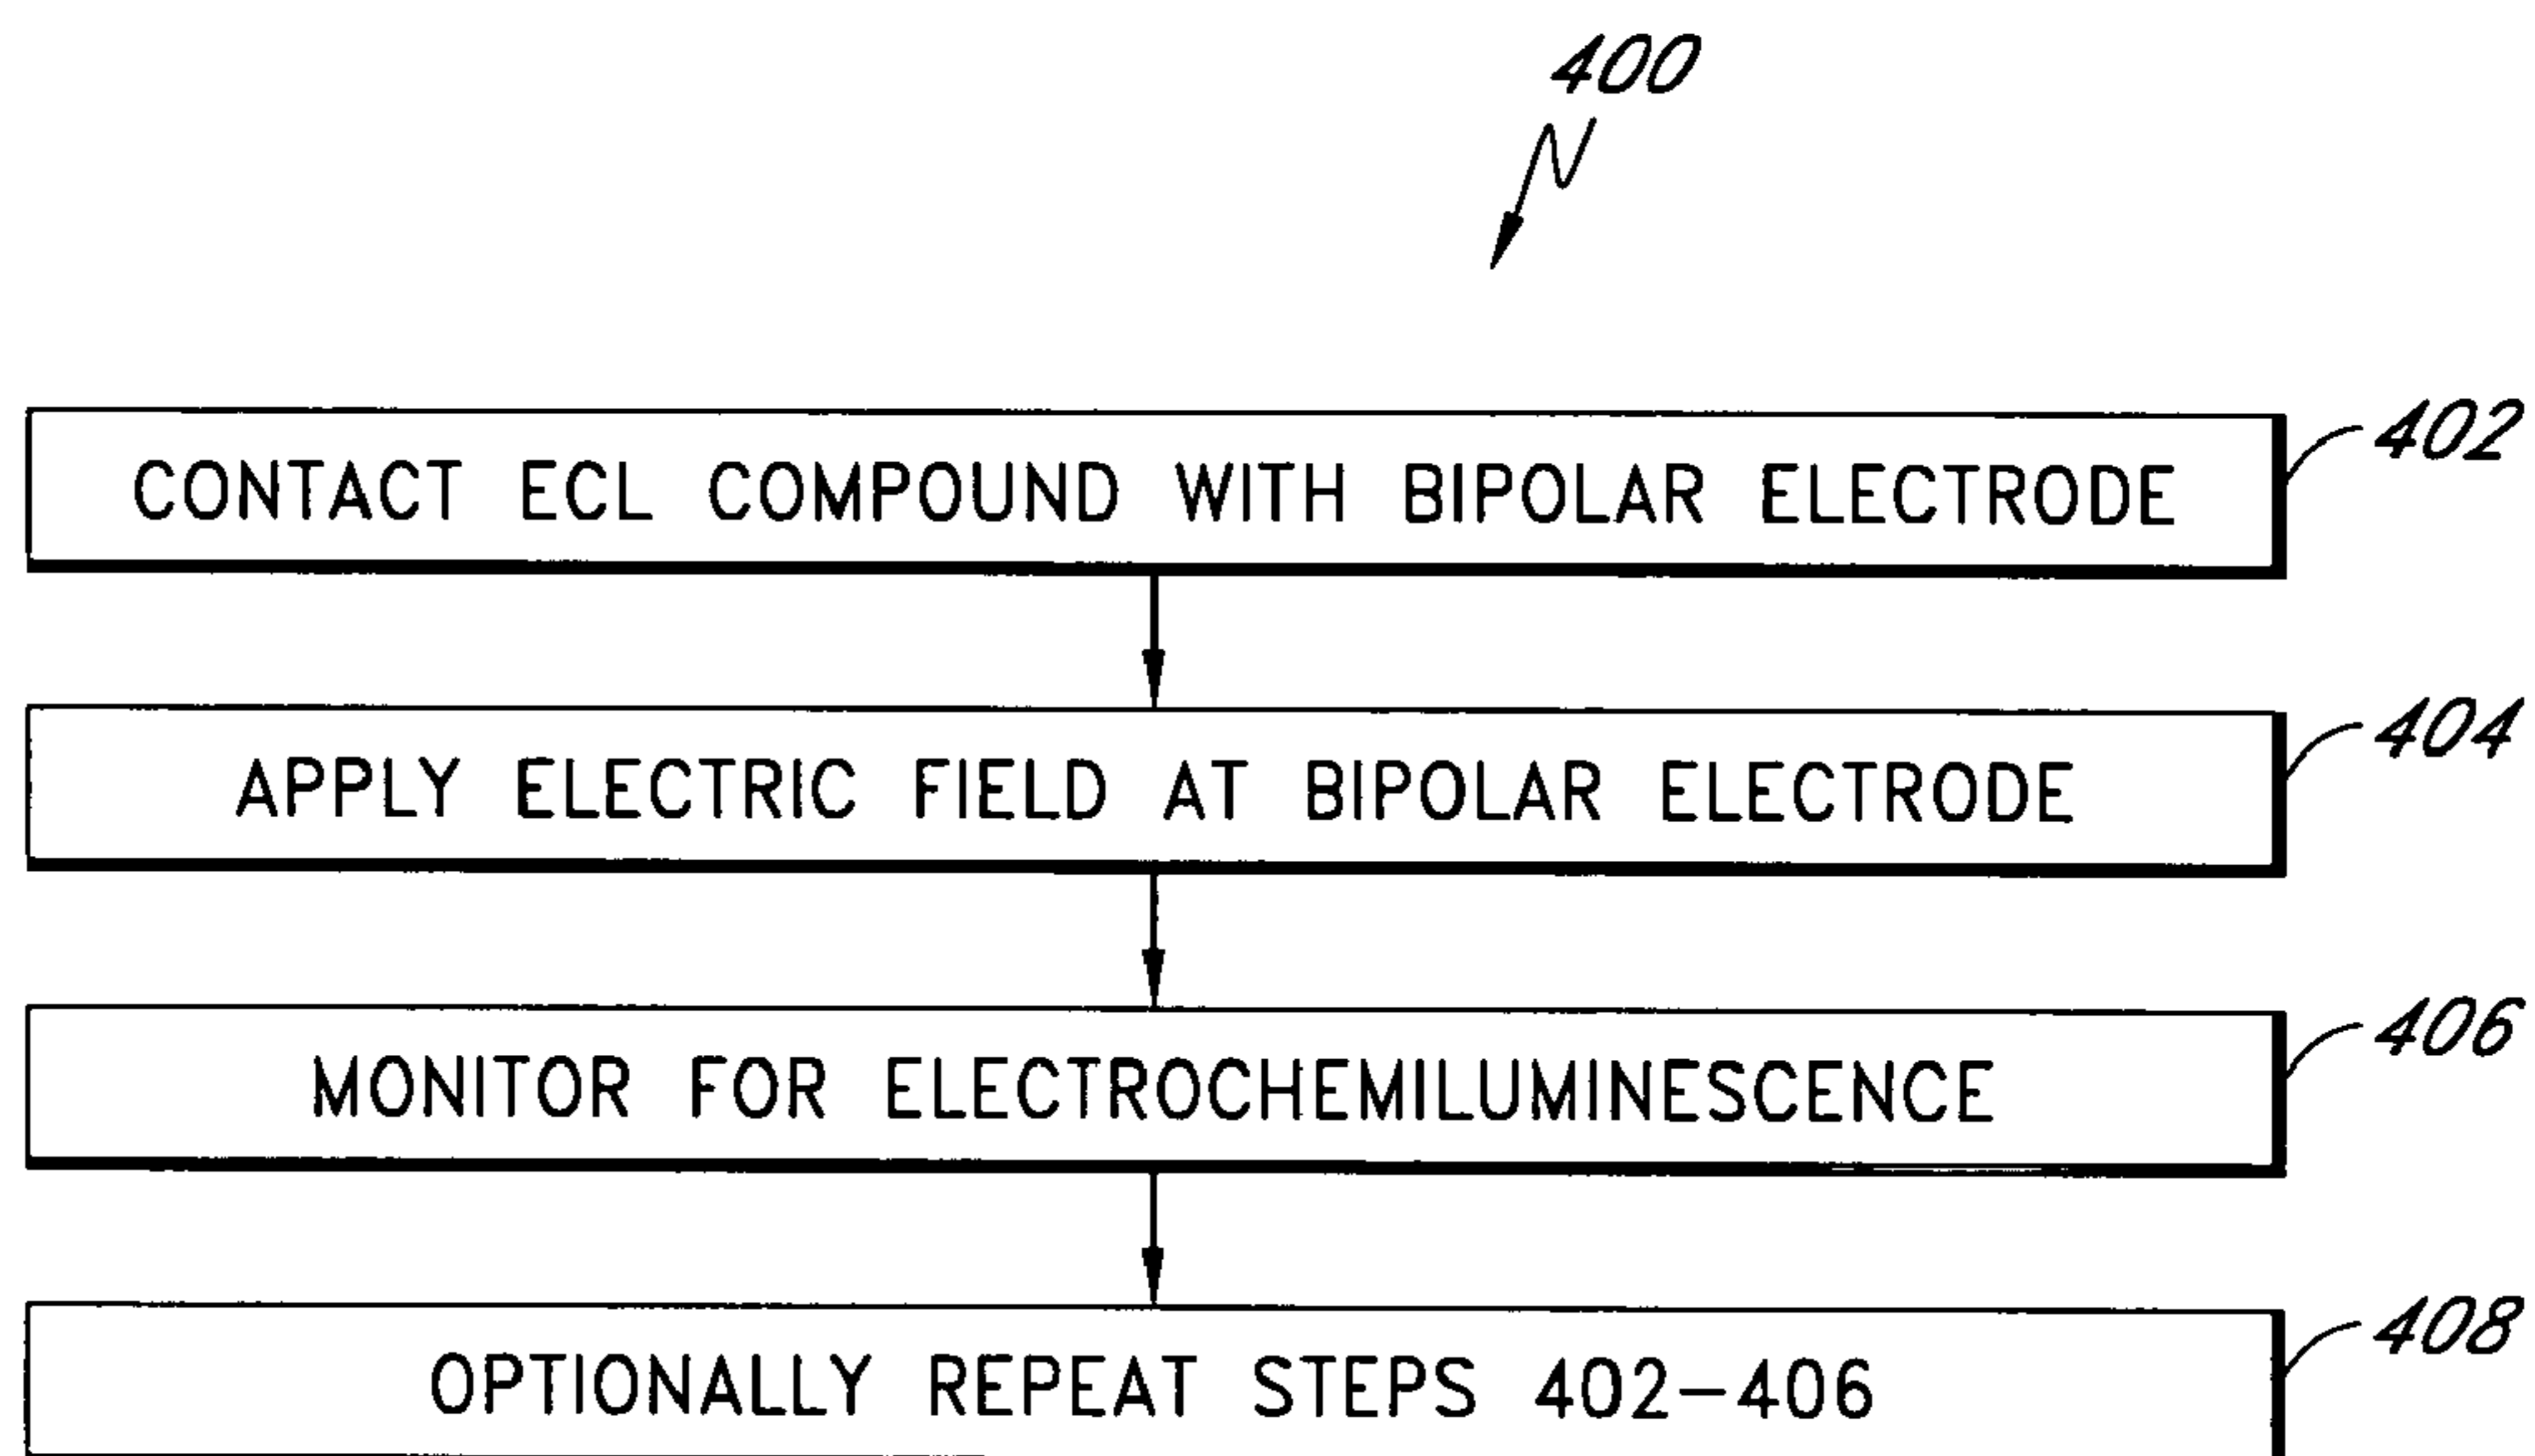 400
CONTACT ECL COMPOUND WITH BIPOLAR ELECTRODE
402
APPLY ELECTRIC FIELD AT BIPOLAR ELECTRODE
404
MONITOR FOR ELECTROCHEMILUMINESCENCE
406
OPTIONALLY REPEAT STEPS 402-406
408